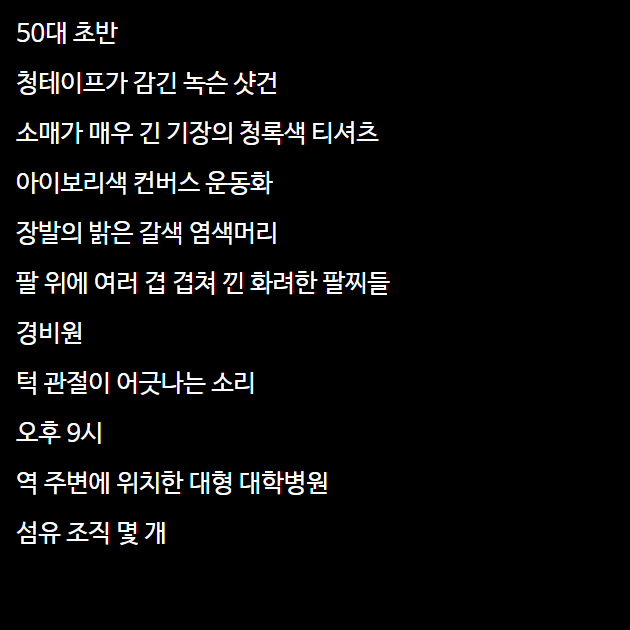 50대 초반
청테이프가 감긴 녹슨 샷건
소매가 매우 긴 기장의 청록색 티셔츠
아이보리색 컨버스 운동화
장발의 밝은 갈색 염색머리
팔 위에 여러 겹 겹쳐 낀 화려한 팔찌들
경비원
턱 관절이 어긋나는 소리
오후 9시
역 주변에 위치한 대형 대학병원
섬유 조직 몇 개